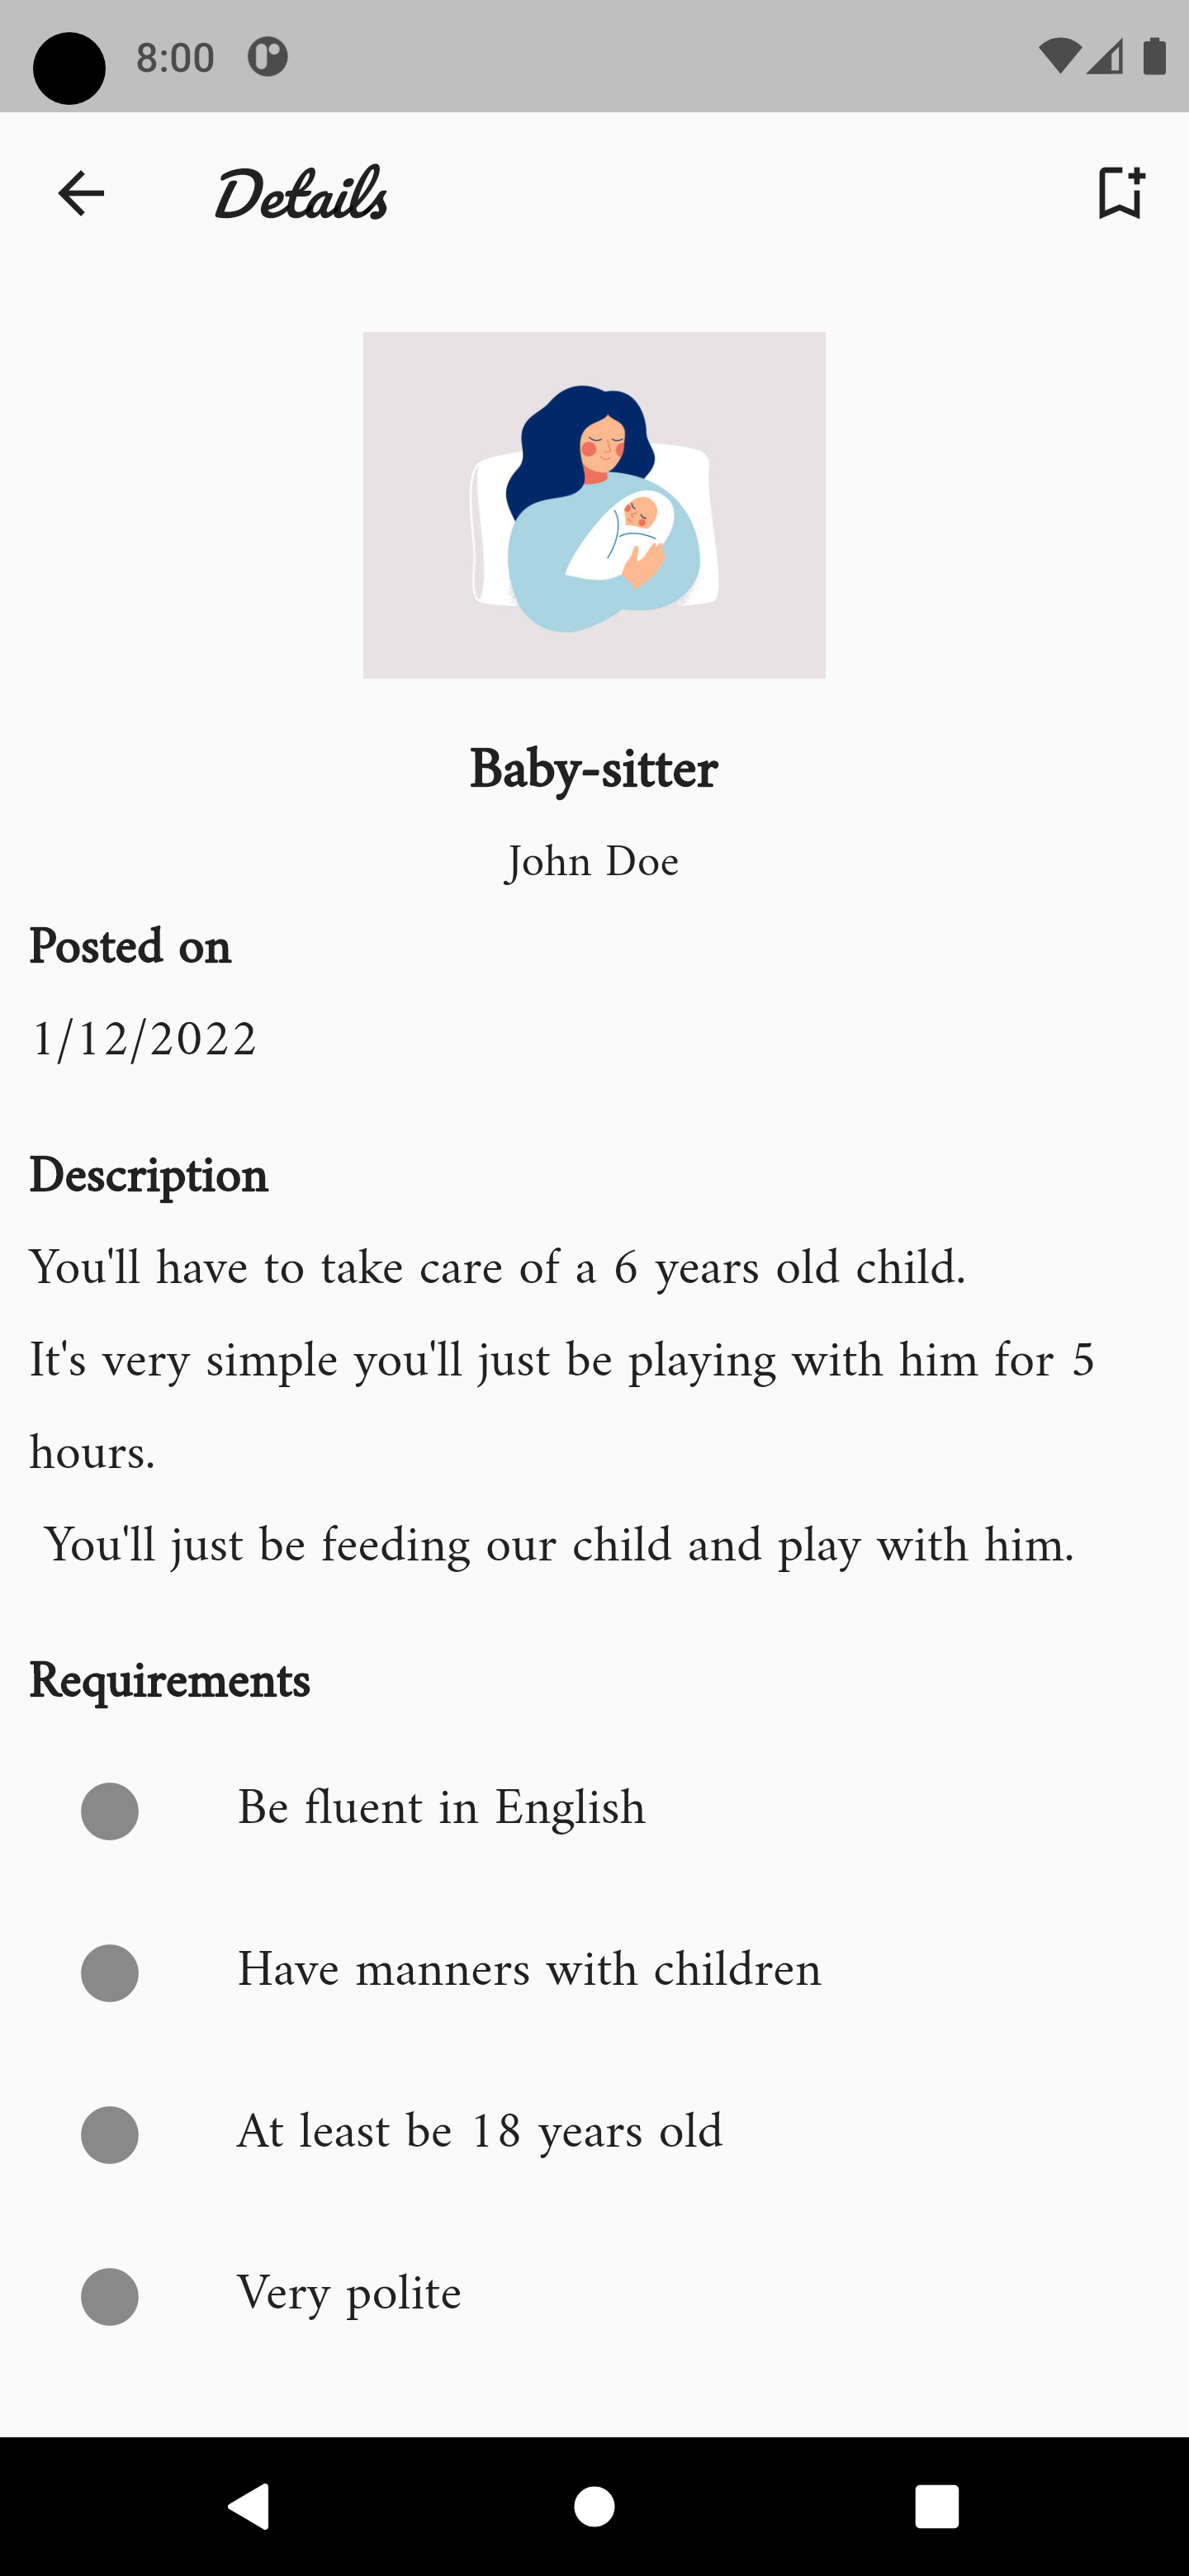 8:00
Details
Baby-sitter
John Doe
Posted on
1/12/2022
Description
You'll have to take care of a 6 years old child.
It's very simple you'll just be playing with him for 5
hours.
You'll just be feeding our child and play with him.
Requirements
Be fluent in English
Have manners with children
At least be 18 years old
Very polite